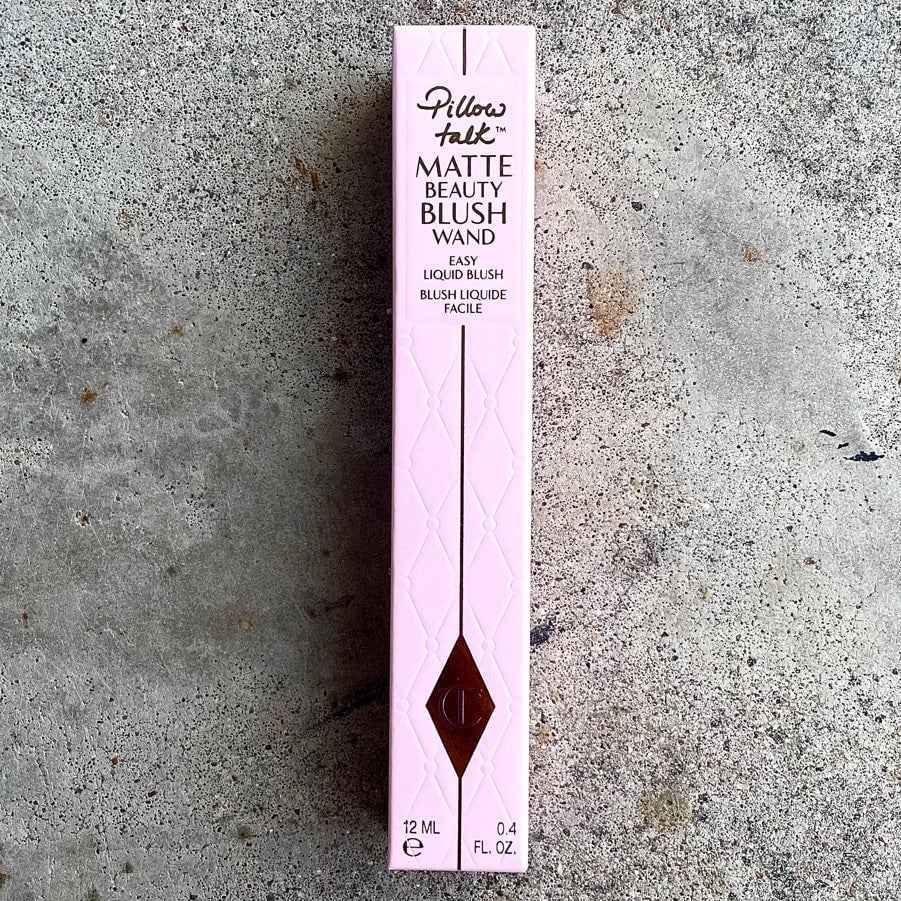 Pillow
talk™
MATTE
BEAUTY
BLUSH
WAND
EASY
LIQUID BLUSH
BLUSH LIQUIDE
FACILE
12 ML
0.4
℮
FL. OZ.